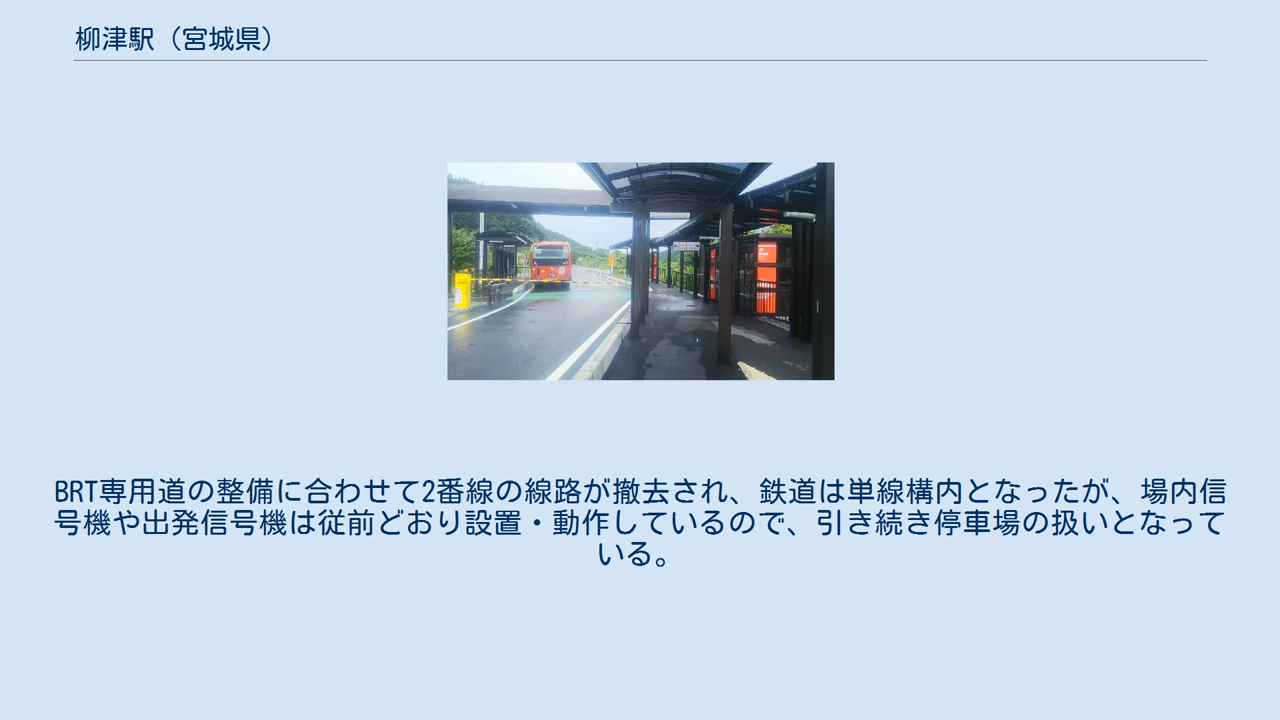 柳津駅（宮城県）
BRT専用道の整備に合わせて2番線の線路が撤去され、鉄道は単線構内となったが、場内信
号機や出発信号機は従前どおり設置・動作しているので、引き続き停車場の扱いとなって
いる。